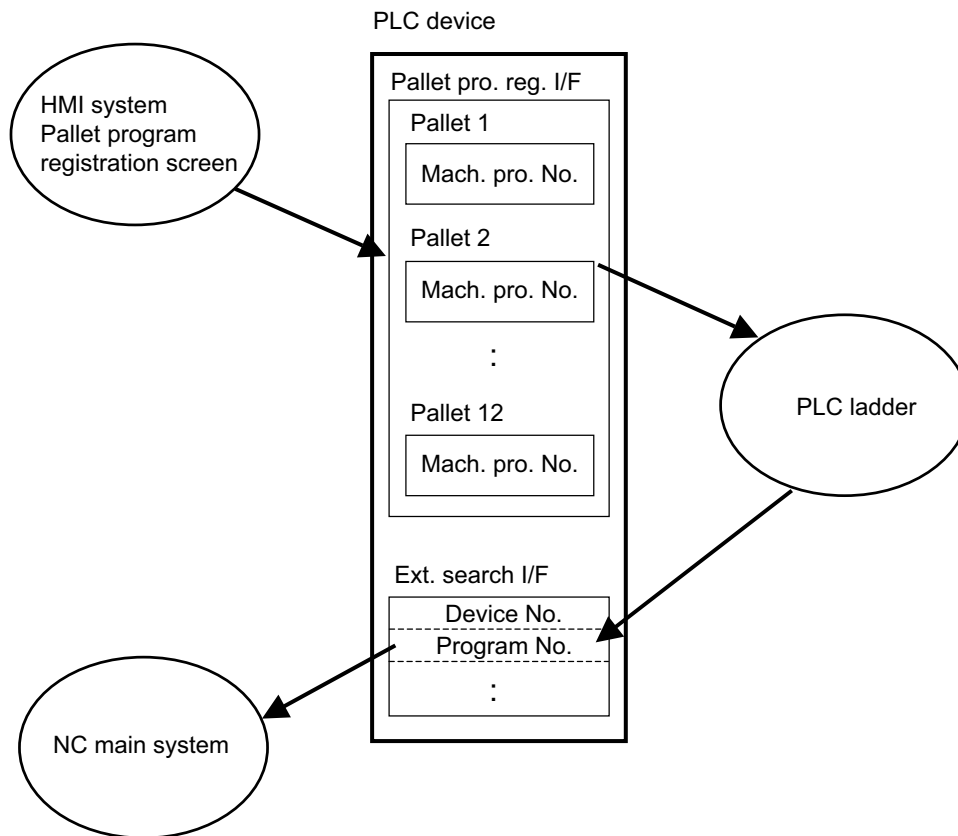 PLC device
HMI system
Pallet program
registration screen
Pallet pro. reg. I/F
Pallet 1
Mach. pro. No.
Pallet 2
Mach. pro. No.
:
Pallet 12
Mach. pro. No.
PLC ladder
Ext. search I/F
Device No.
Program No.
:
NC main system